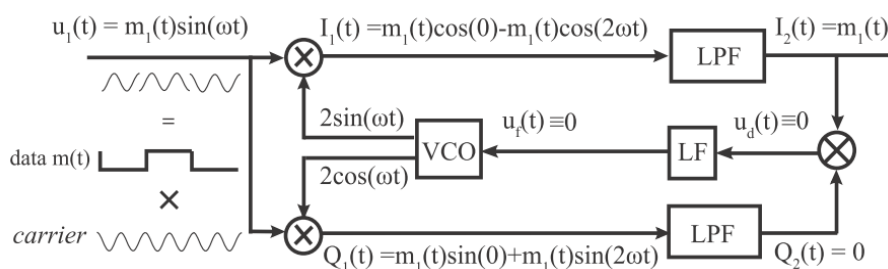 u₁(t) = m₁(t)sin(ωt)
I₁(t)=m₁(t)cos(0)-m₁(t)cos(2ωt)
LPF
I₂(t)=m₁(t)
=
data m(t)
×
carrier
2sin(ωt)
VCO
2cos(ωt)
u_f(t)≡0
LF
u_d(t)≡0
Q₁(t)=m₁(t)sin(0)+m₁(t)sin(2ωt)
LPF
Q₂(t) = 0